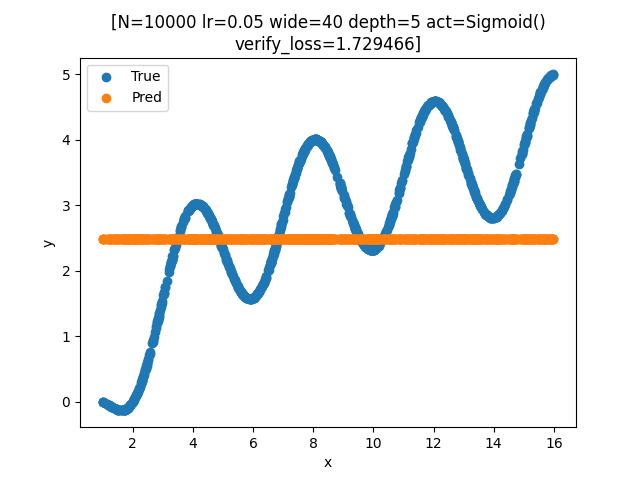 [N=10000 lr=0.05 wide=40 depth=5 act=Sigmoid()
verify_loss=1.729466]
True
Pred
5
4
3
2
1
0
y
2 4 6 8 10 12 14 16
x